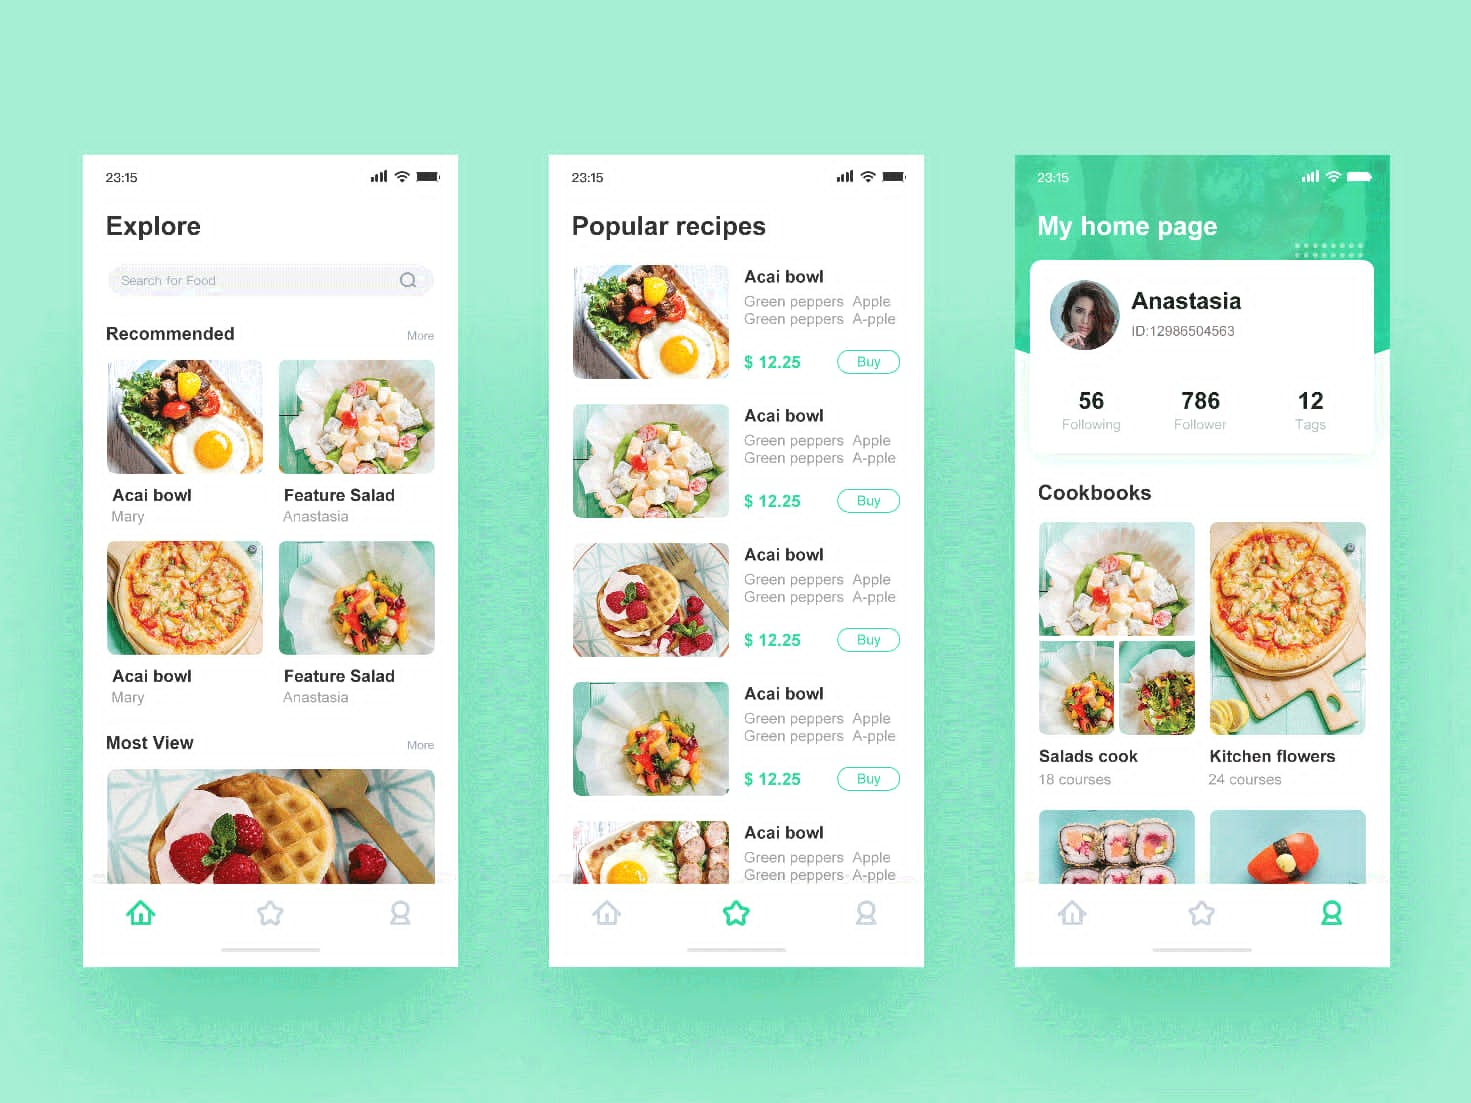 23:15
Explore
Search for Food
Recommended
More
Acai bowl
Mary
Feature Salad
Anastasia
Acai bowl
Mary
Feature Salad
Anastasia
Most View
More
23:15
Popular recipes
Acai bowl
Green peppers Apple
Green peppers A-pple
$ 12.25
Buy
Acai bowl
Green peppers Apple
Green peppers A-pple
$ 12.25
Buy
Acai bowl
Green peppers Apple
Green peppers A-pple
$ 12.25
Buy
Acai bowl
Green peppers Apple
Green peppers A-pple
$ 12.25
Buy
Acai bowl
Green peppers Apple
Green peppers A-pple
23:15
My home page
Anastasia
ID:12986504563
56
Following
786
Follower
12
Tags
Cookbooks
Salads cook
18 courses
Kitchen flowers
24 courses